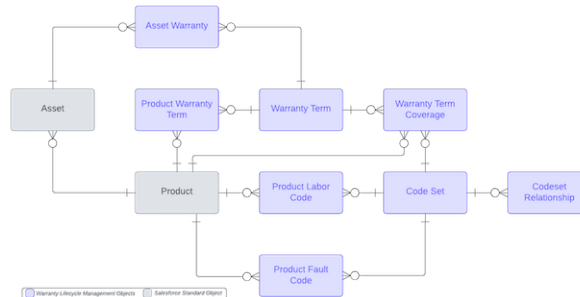 Asset Warranty
Asset
Product Warranty
Term
Warranty Term
Warranty Term
Coverage
Product
Product Labor
Code
Code Set
Codeset
Relationship
Product Fault
Code
Warranty Lifecycle Management Objects
Salesforce Standard Object